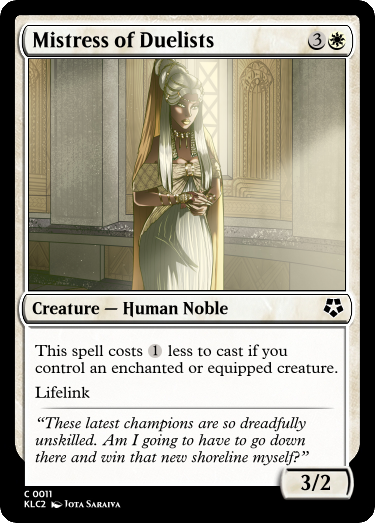 Mistress of Duelists 3
Creature — Human Noble
This spell costs 1 less to cast if you
control an enchanted or equipped creature.
Lifelink
“These latest champions are so dreadfully
unskilled. Am I going to have to go down
there and win that new shoreline myself?”
3/2
C 0011
KLC2 Iota Saraiva